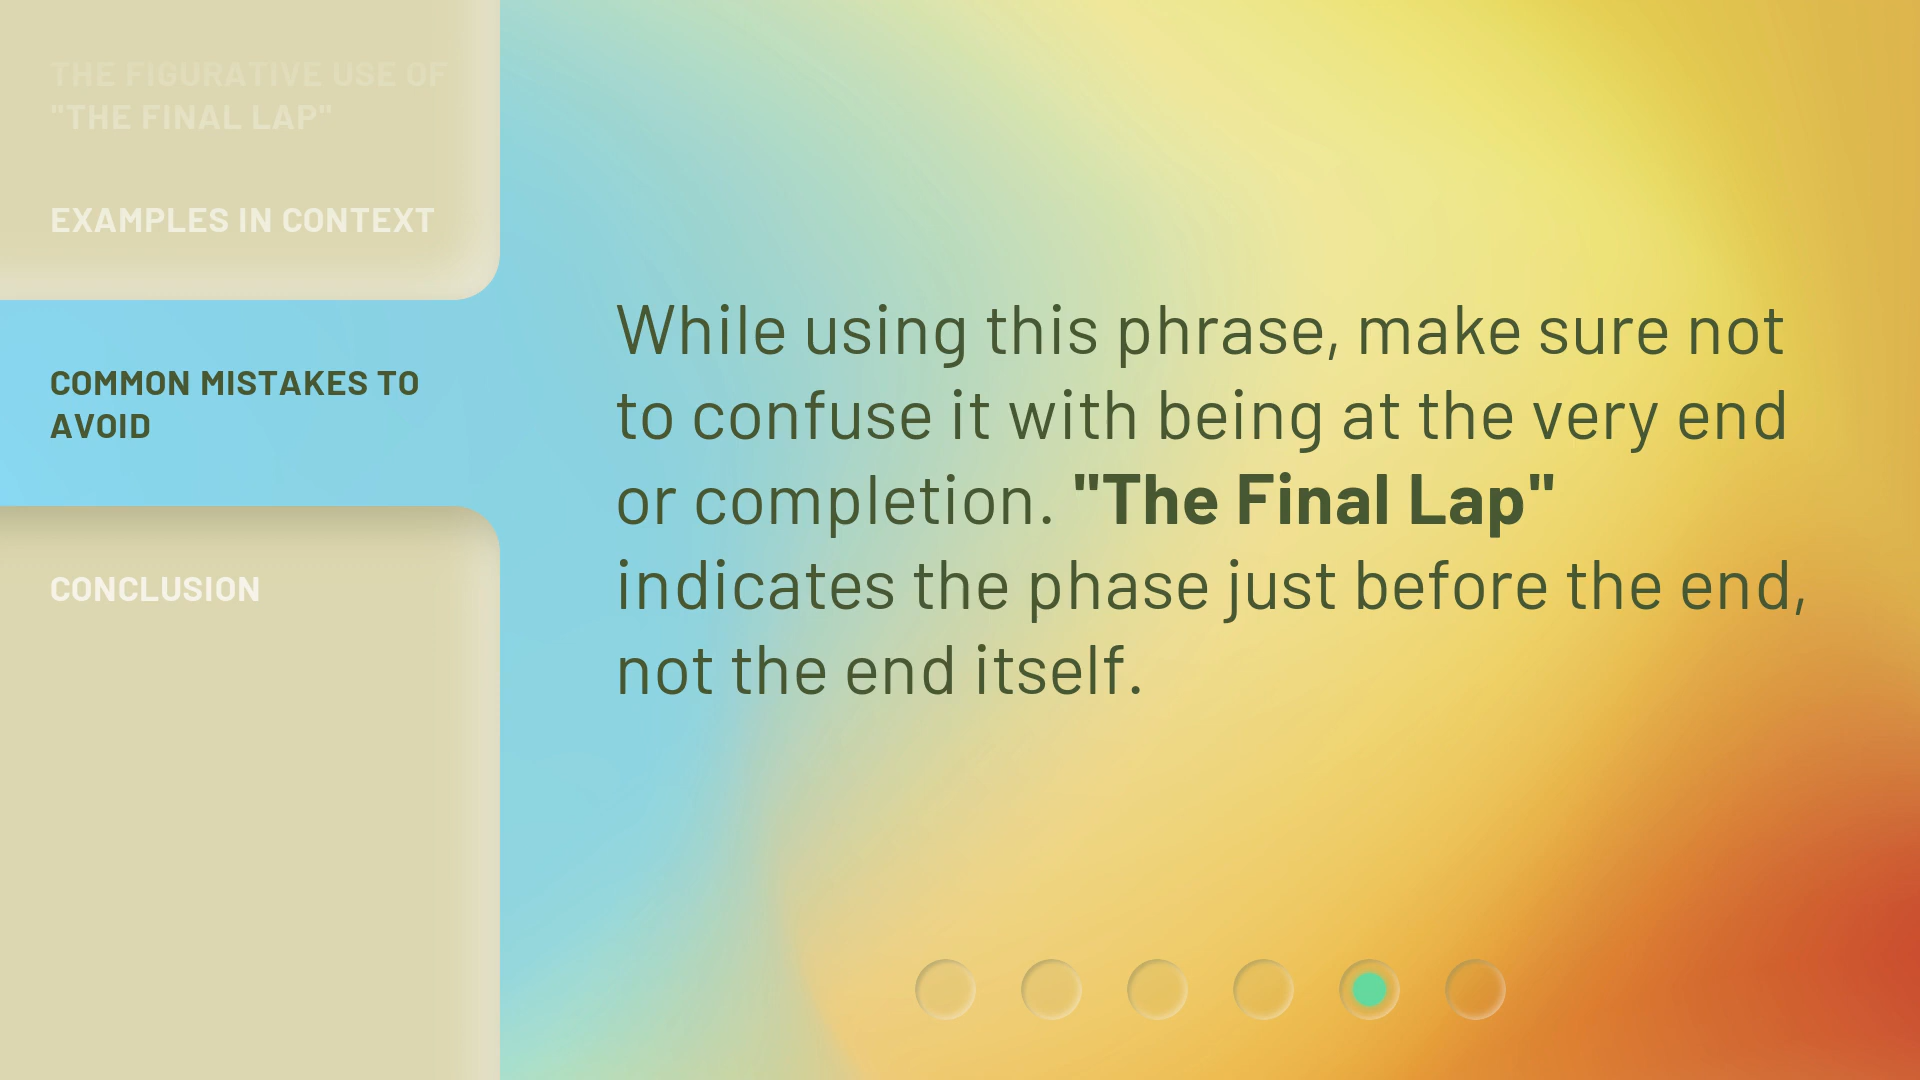 THE FIGURATIVE USE OF
"THE FINAL LAP"
EXAMPLES IN CONTEXT
COMMON MISTAKES TO
AVOID
CONCLUSION
While using this phrase, make sure not
to confuse it with being at the very end
or completion. "The Final Lap"
indicates the phase just before the end,
not the end itself.